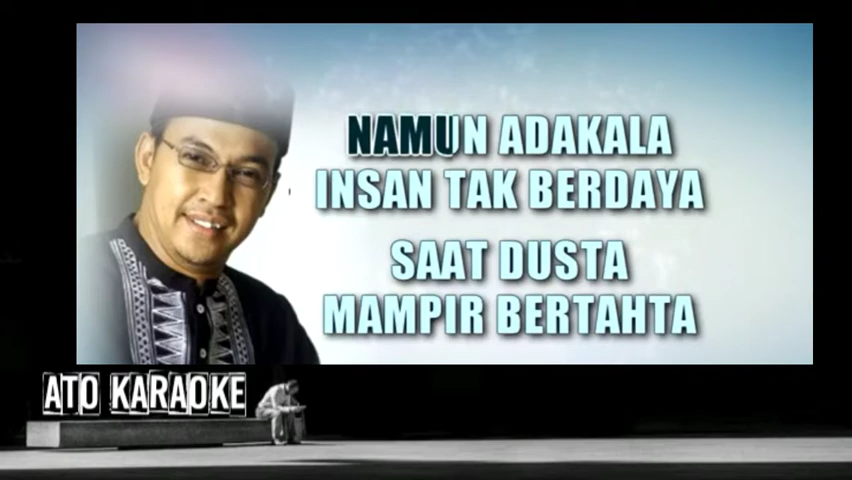 NAMUN ADAKALA
INSAN TAK BERDAYA
SAAT DUSTA
MAMPIR BERTAHTA
ATO KARAOKE